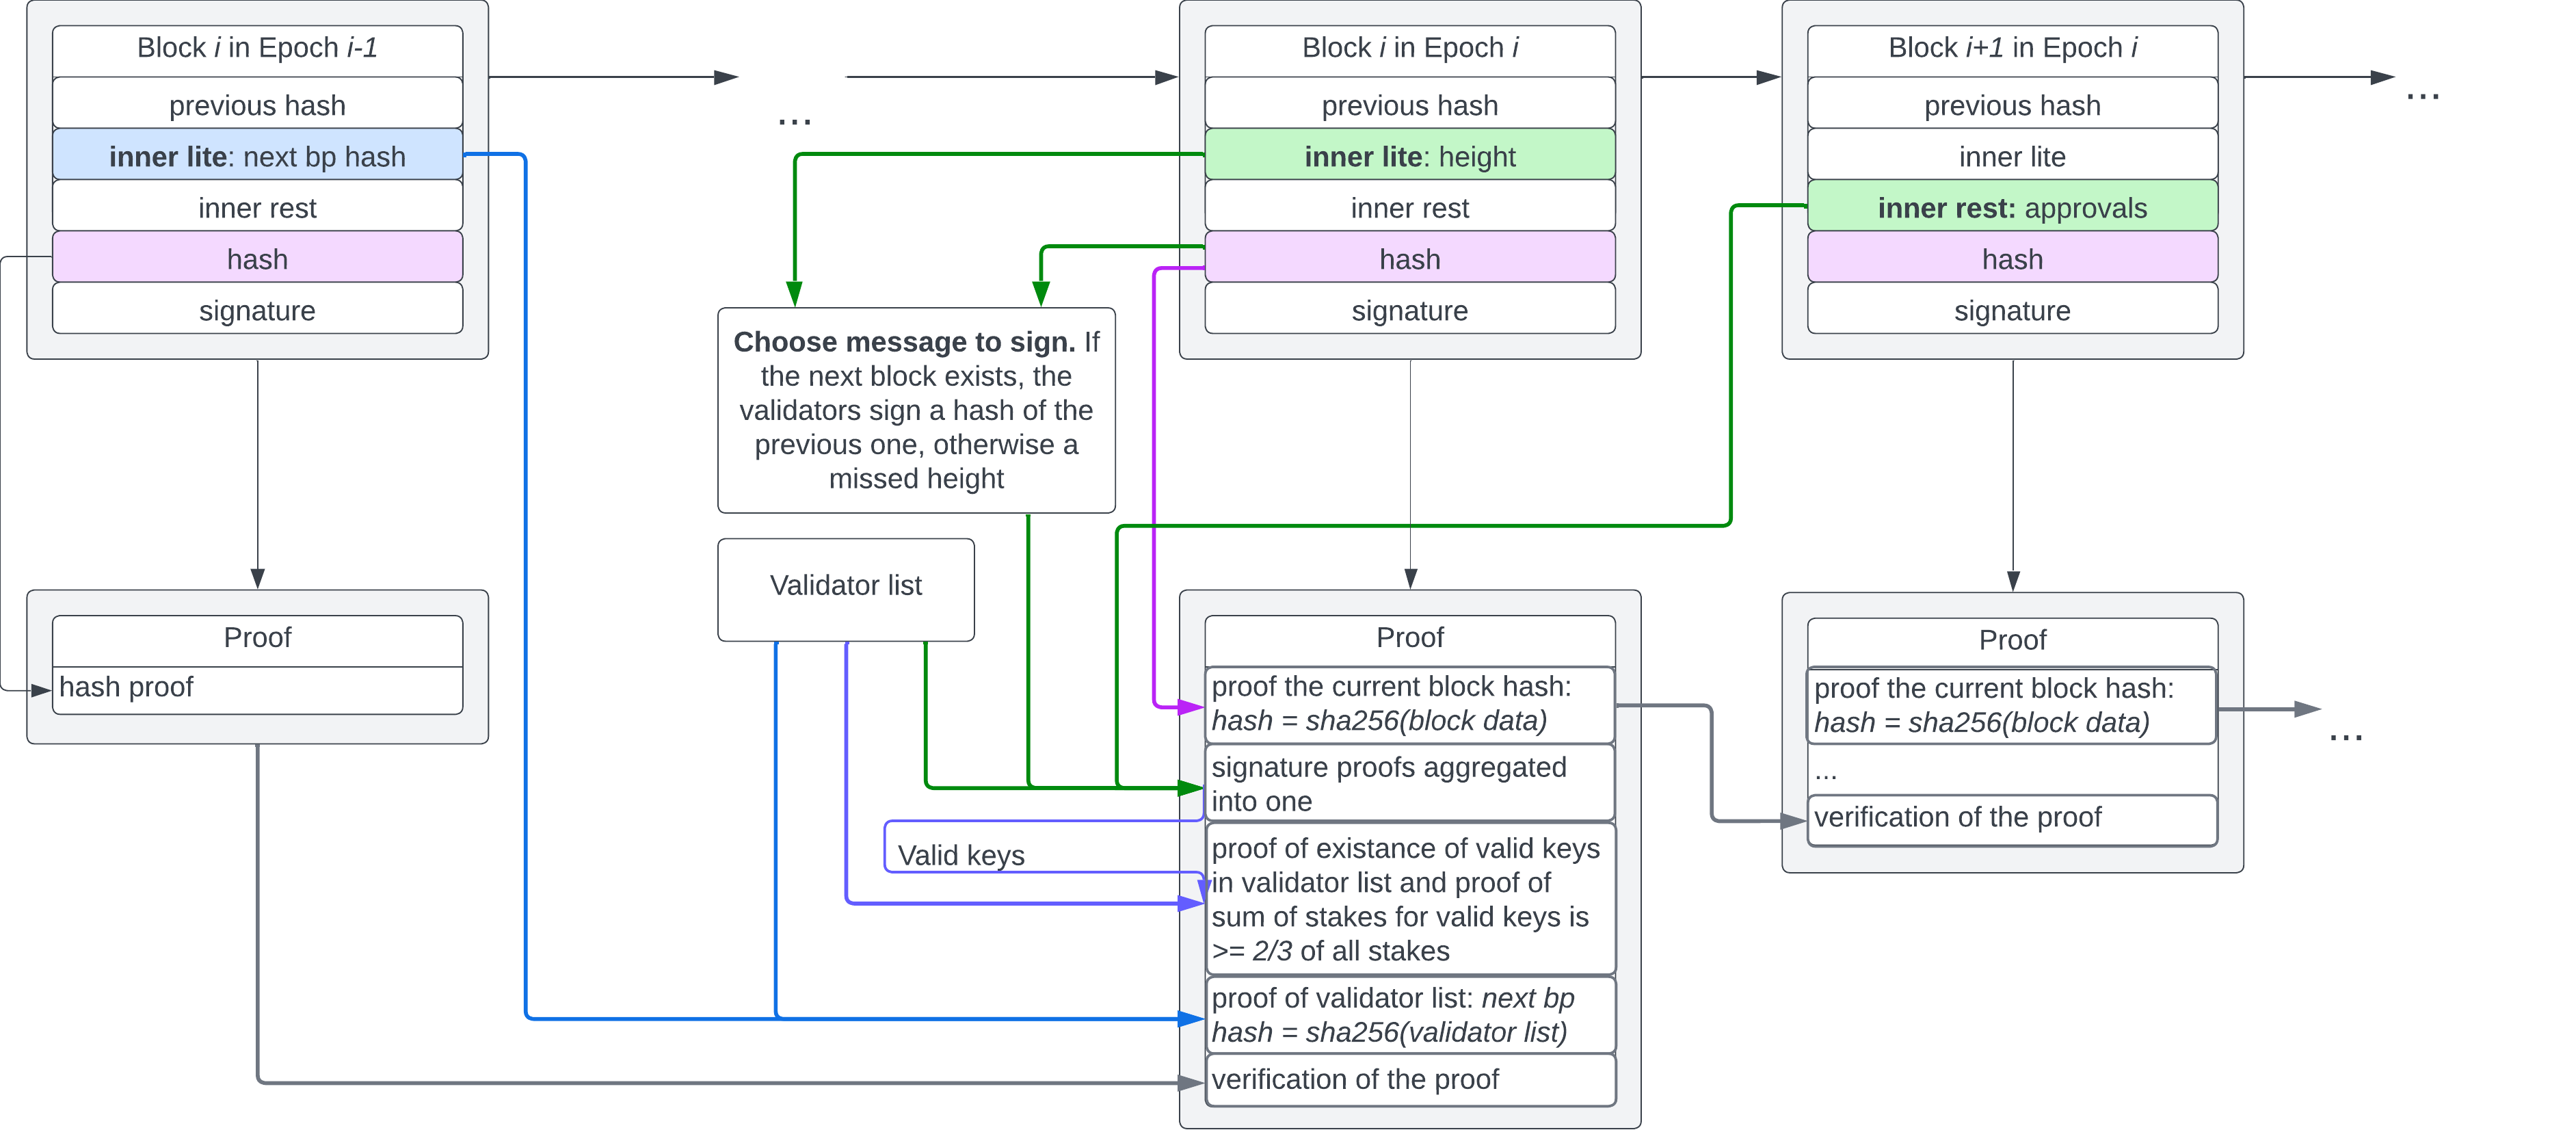 Block i in Epoch i-1
previous hash
inner lite: next bp hash
inner rest
hash
signature
...
Block i in Epoch i
previous hash
inner lite: height
inner rest
hash
signature
Block i+1 in Epoch i
previous hash
inner lite
inner rest: approvals
hash
signature
...
Choose message to sign. If
the next block exists, the
validators sign a hash of the
previous one, otherwise a
missed height
Validator list
Proof
hash proof
Valid keys
Proof
proof the current block hash:
hash = sha256(block data)
signature proofs aggregated
into one
proof of existance of valid keys
in validator list and proof of
sum of stakes for valid keys is
>= 2/3 of all stakes
proof of validator list: next bp
hash = sha256(validator list)
verification of the proof
Proof
proof the current block hash:
hash = sha256(block data)
...
verification of the proof
...